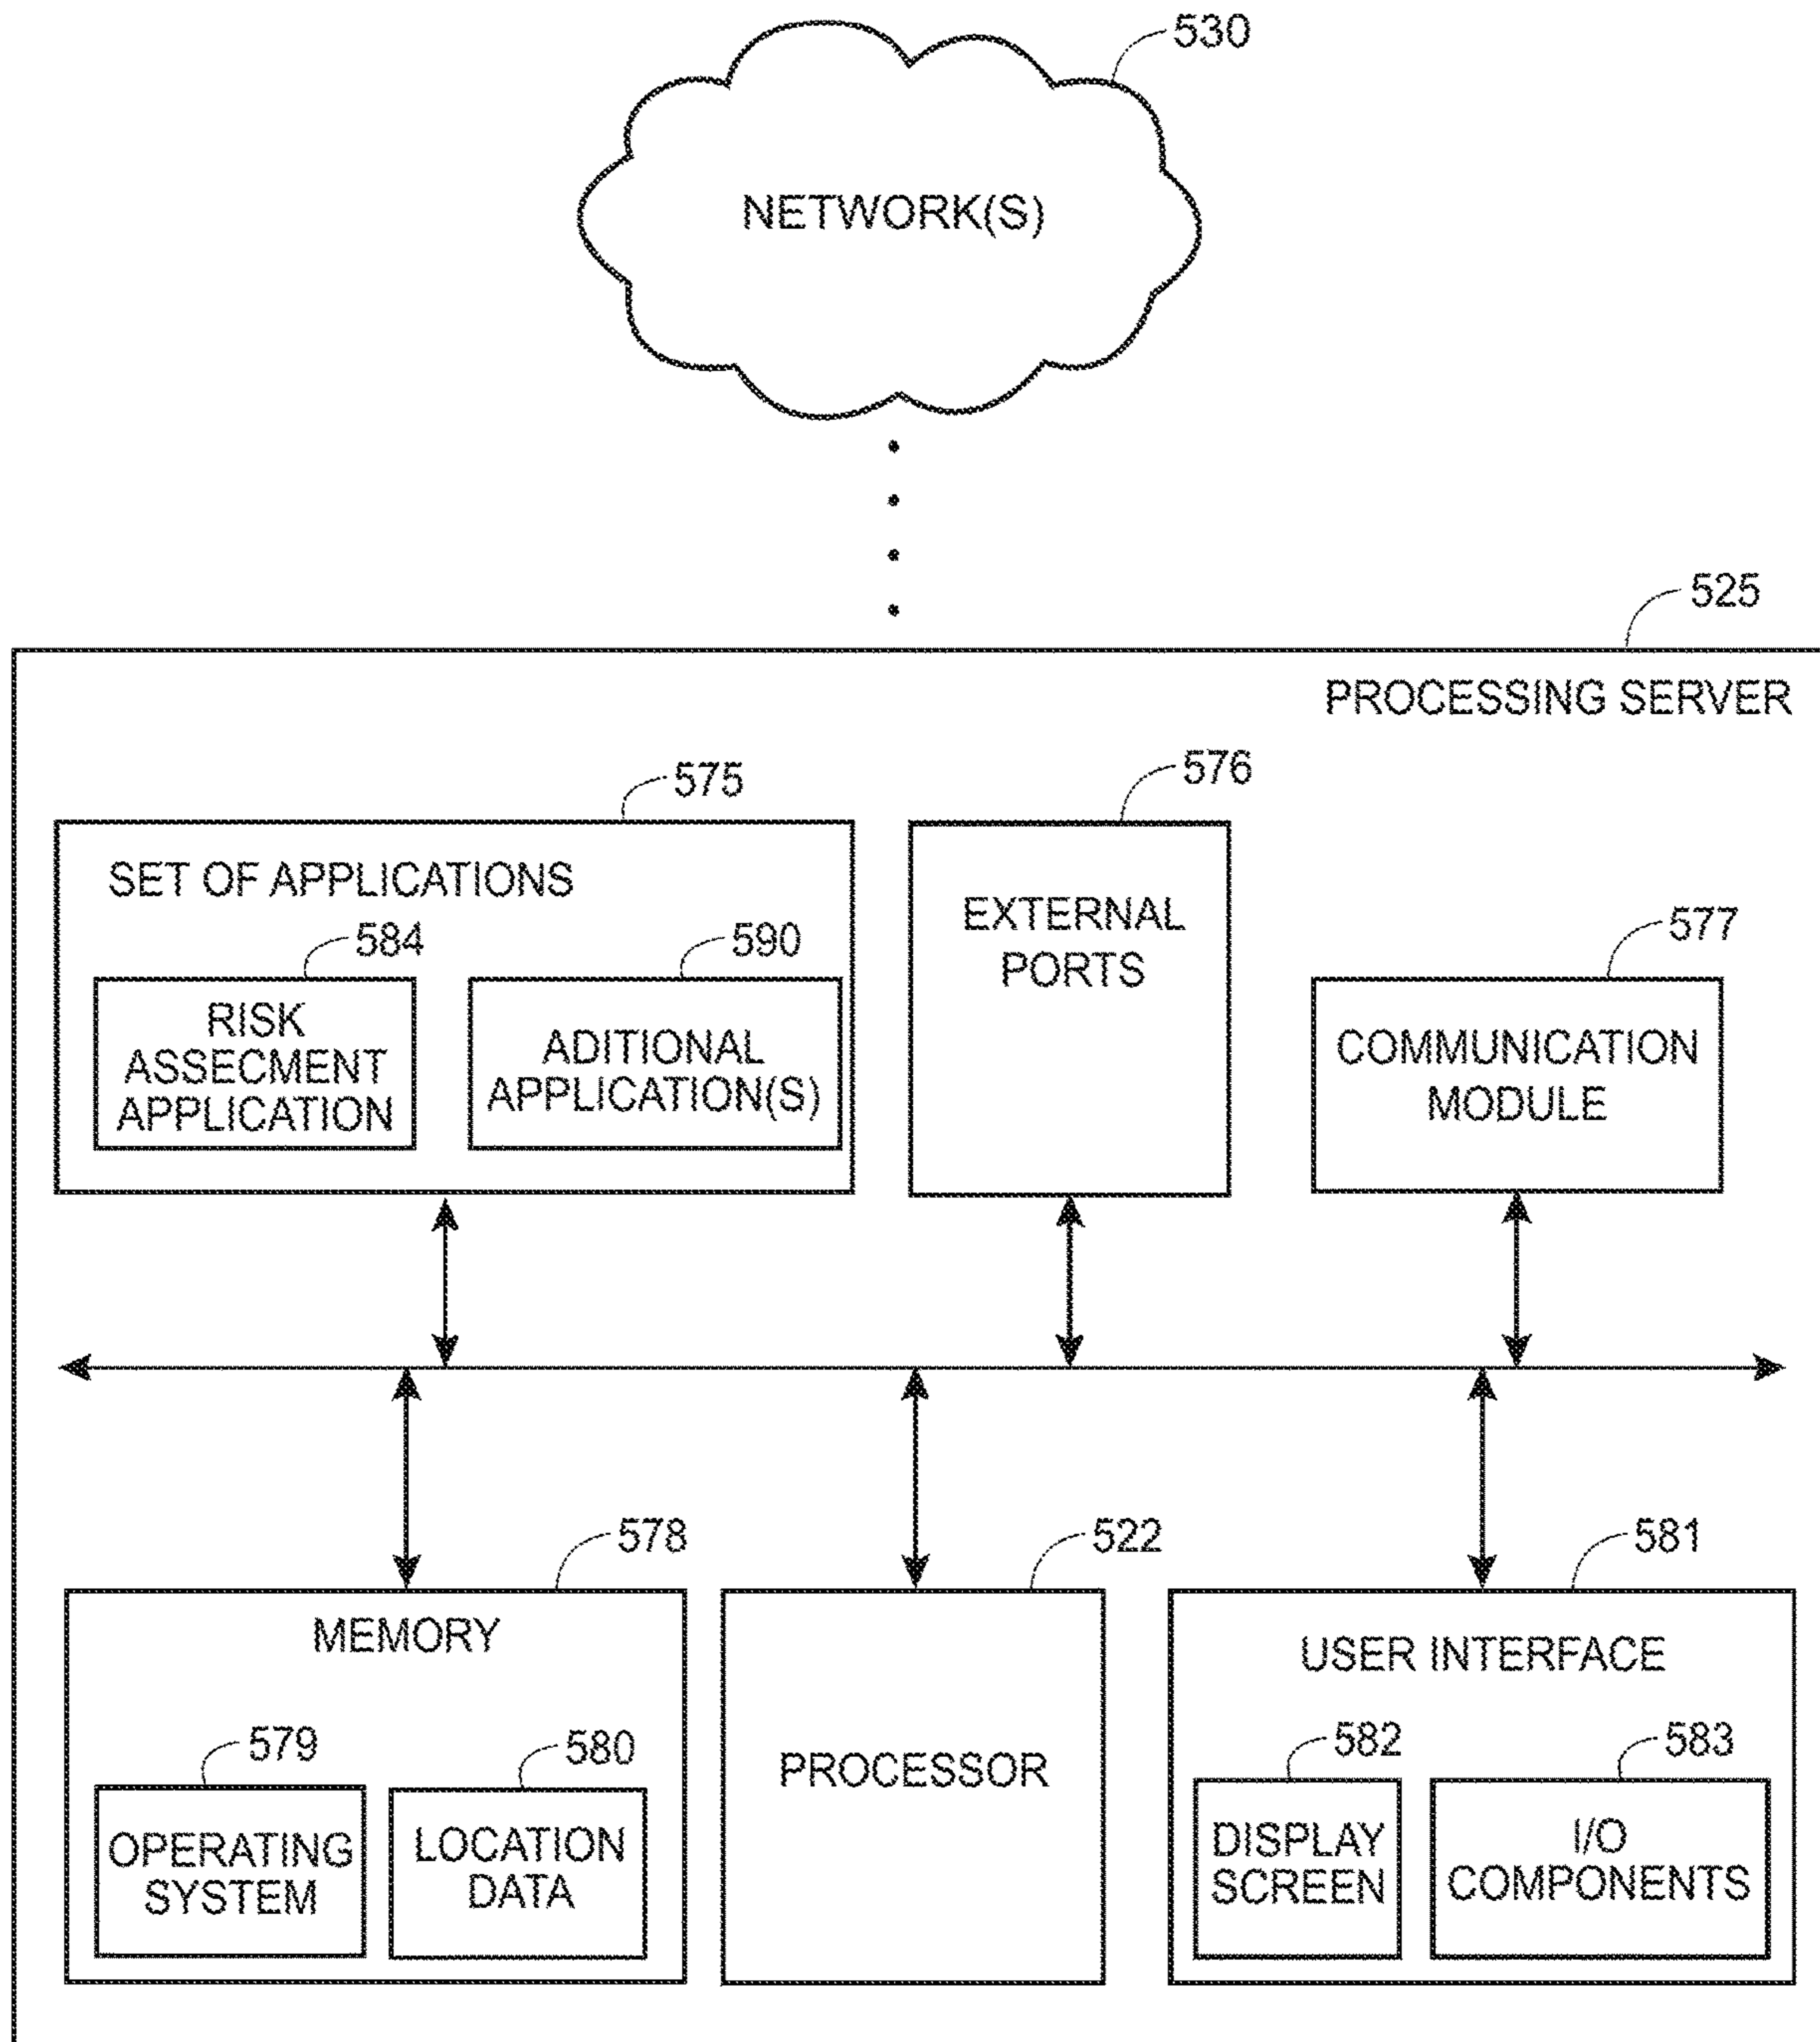 530
NETWORK(S)
525
PROCESSING SERVER
575
SET OF APPLICATIONS
584
RISK
ASSECMENT
APPLICATION
590
ADITIONAL
APPLICATION(S)
576
EXTERNAL
PORTS
577
COMMUNICATION
MODULE
578
MEMORY
579
OPERATING
SYSTEM
580
LOCATION
DATA
522
PROCESSOR
581
USER INTERFACE
582
DISPLAY
SCREEN
583
I/O
COMPONENTS